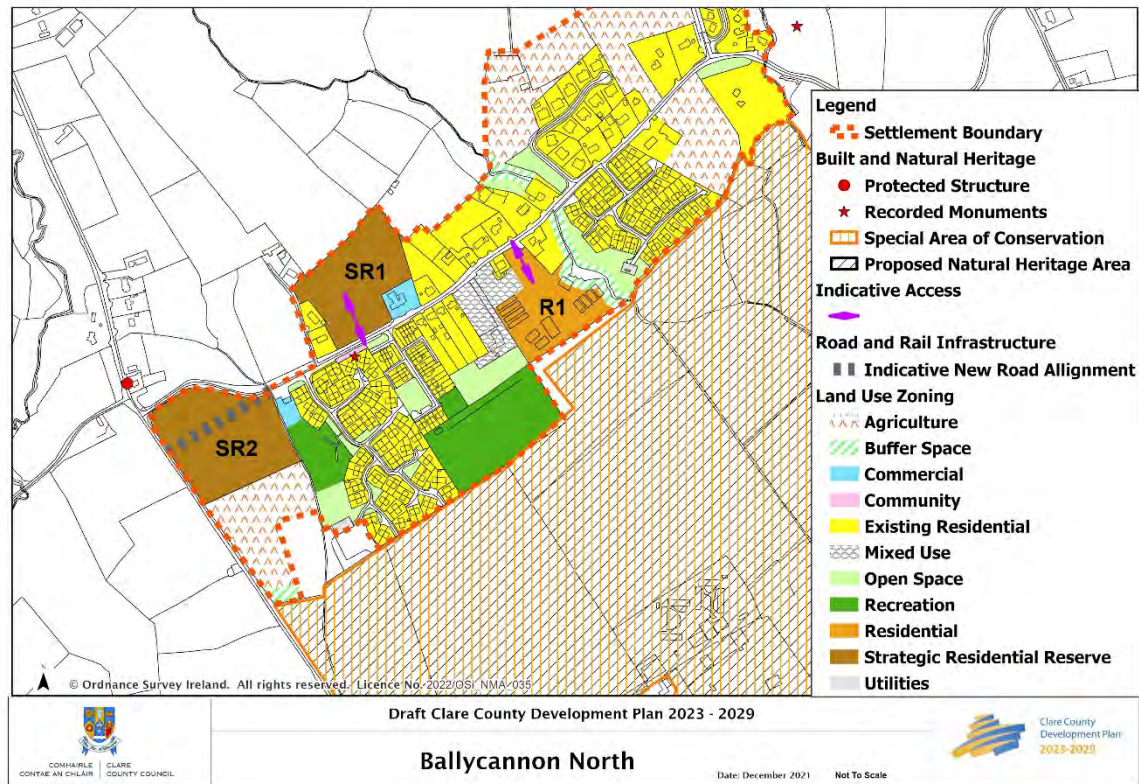 SR1
R1
SR2
Legend
Settlement Boundary
Built and Natural Heritage
Protected Structure
Recorded Monuments
Special Area of Conservation
Proposed Natural Heritage Area
Indicative Access
Road and Rail Infrastructure
Indicative New Road Allignment
Land Use Zoning
Agriculture
Buffer Space
Commercial
Community
Existing Residential
Mixed Use
Open Space
Recreation
Residential
Strategic Residential Reserve
Utilities
© Ordnance Survey Ireland. All rights reserved. Licence No. 2022/OSi_NMA_035
COMHAIRLE CONTAE AN CHLÁIR
CLARE COUNTY COUNCIL
Draft Clare County Development Plan 2023 - 2029
Ballycannon North
Date: December 2021 Not To Scale
Clare County
Development Plan
2023-2029